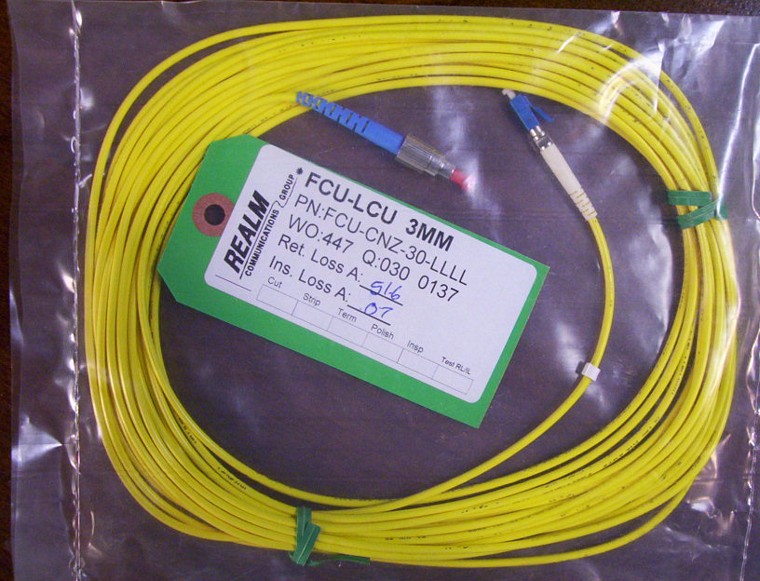 REALM
COMMUNICATIONS GROUP
FCU-LCU 3MM
PN:FCU-CNZ-30-LLLL
WO:447 Q:030 0137
Ret. Loss A: 516
Ins. Loss A: 07
Cut Strip Term Polish Insp Test RL/IL